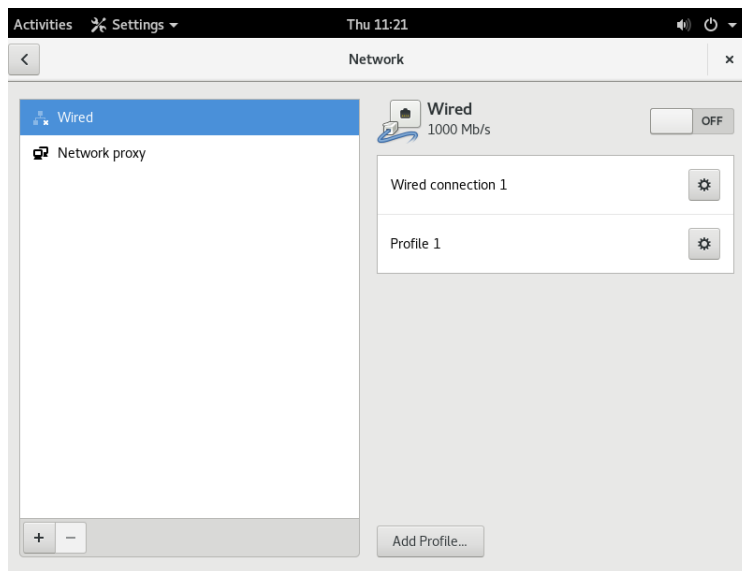 Activities Settings Thu 11:21
Network
Wired
Network proxy
Wired
1000 Mb/s
OFF
Wired connection 1
Profile 1
+ −
Add Profile...